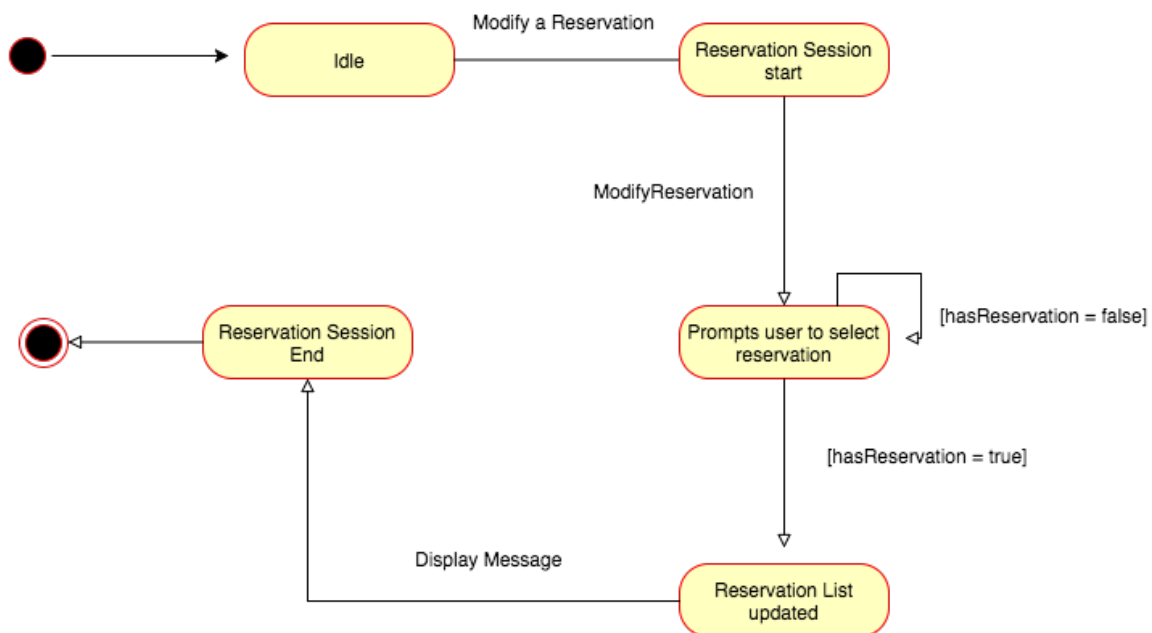 Modify a Reservation
Idle
Reservation Session
start
ModifyReservation
Reservation Session
End
Prompts user to select
reservation
[hasReservation = false]
[hasReservation = true]
Display Message
Reservation List
updated